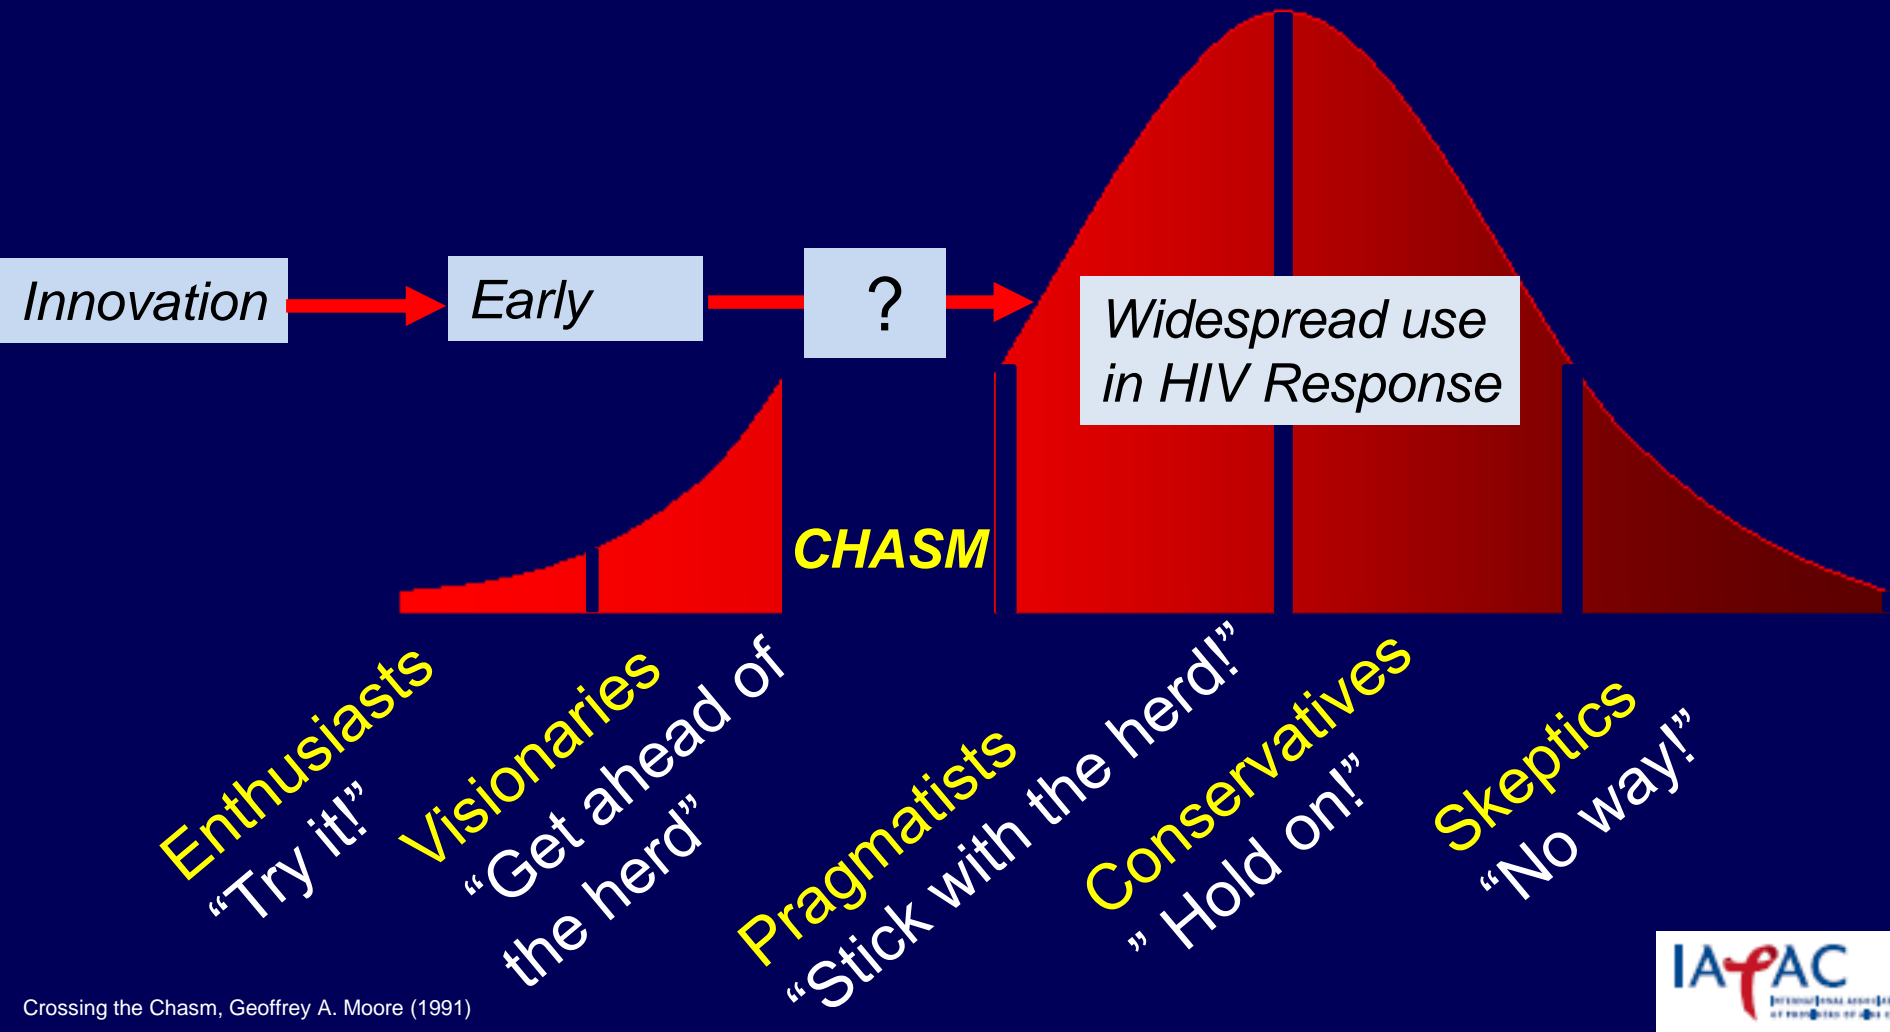 Innovation
Early
?
Widespread use
in HIV Response
CHASM
Enthusiasts
“Try it!”
Visionaries
“Get ahead of
the herd”
Pragmatists
“Stick with the herd!”
Conservatives
” Hold on!”
Skeptics
“No way!”
Crossing the Chasm, Geoffrey A. Moore (1991)
IAPAC